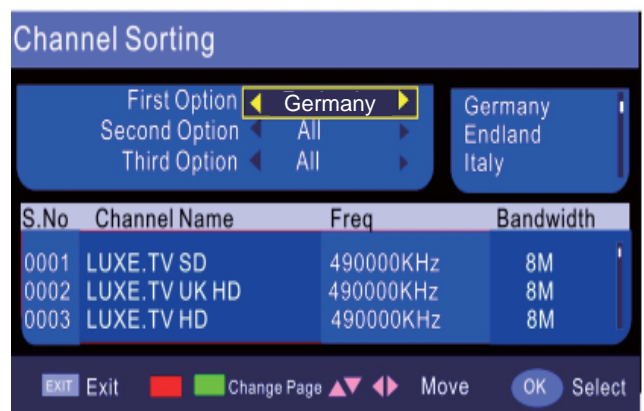 Channel Sorting
First Option Germany
Second Option All
Third Option All
Germany
Endland
Italy
S.No Channel Name Freq Bandwidth
0001 LUXE.TV SD 490000KHz 8M
0002 LUXE.TV UK HD 490000KHz 8M
0003 LUXE.TV HD 490000KHz 8M
EXIT Exit Change Page Move OK Select